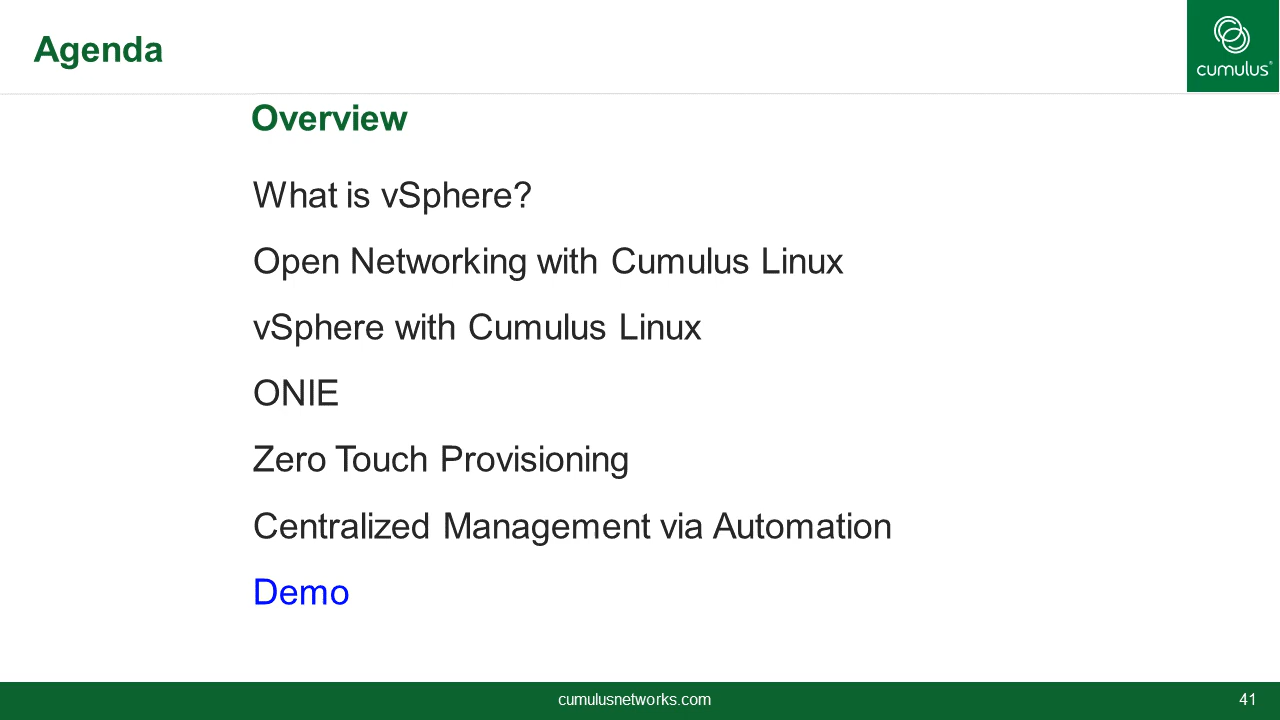 Agenda
cumulus®
Overview
What is vSphere?
Open Networking with Cumulus Linux
vSphere with Cumulus Linux
ONIE
Zero Touch Provisioning
Centralized Management via Automation
Demo
cumulusnetworks.com
41